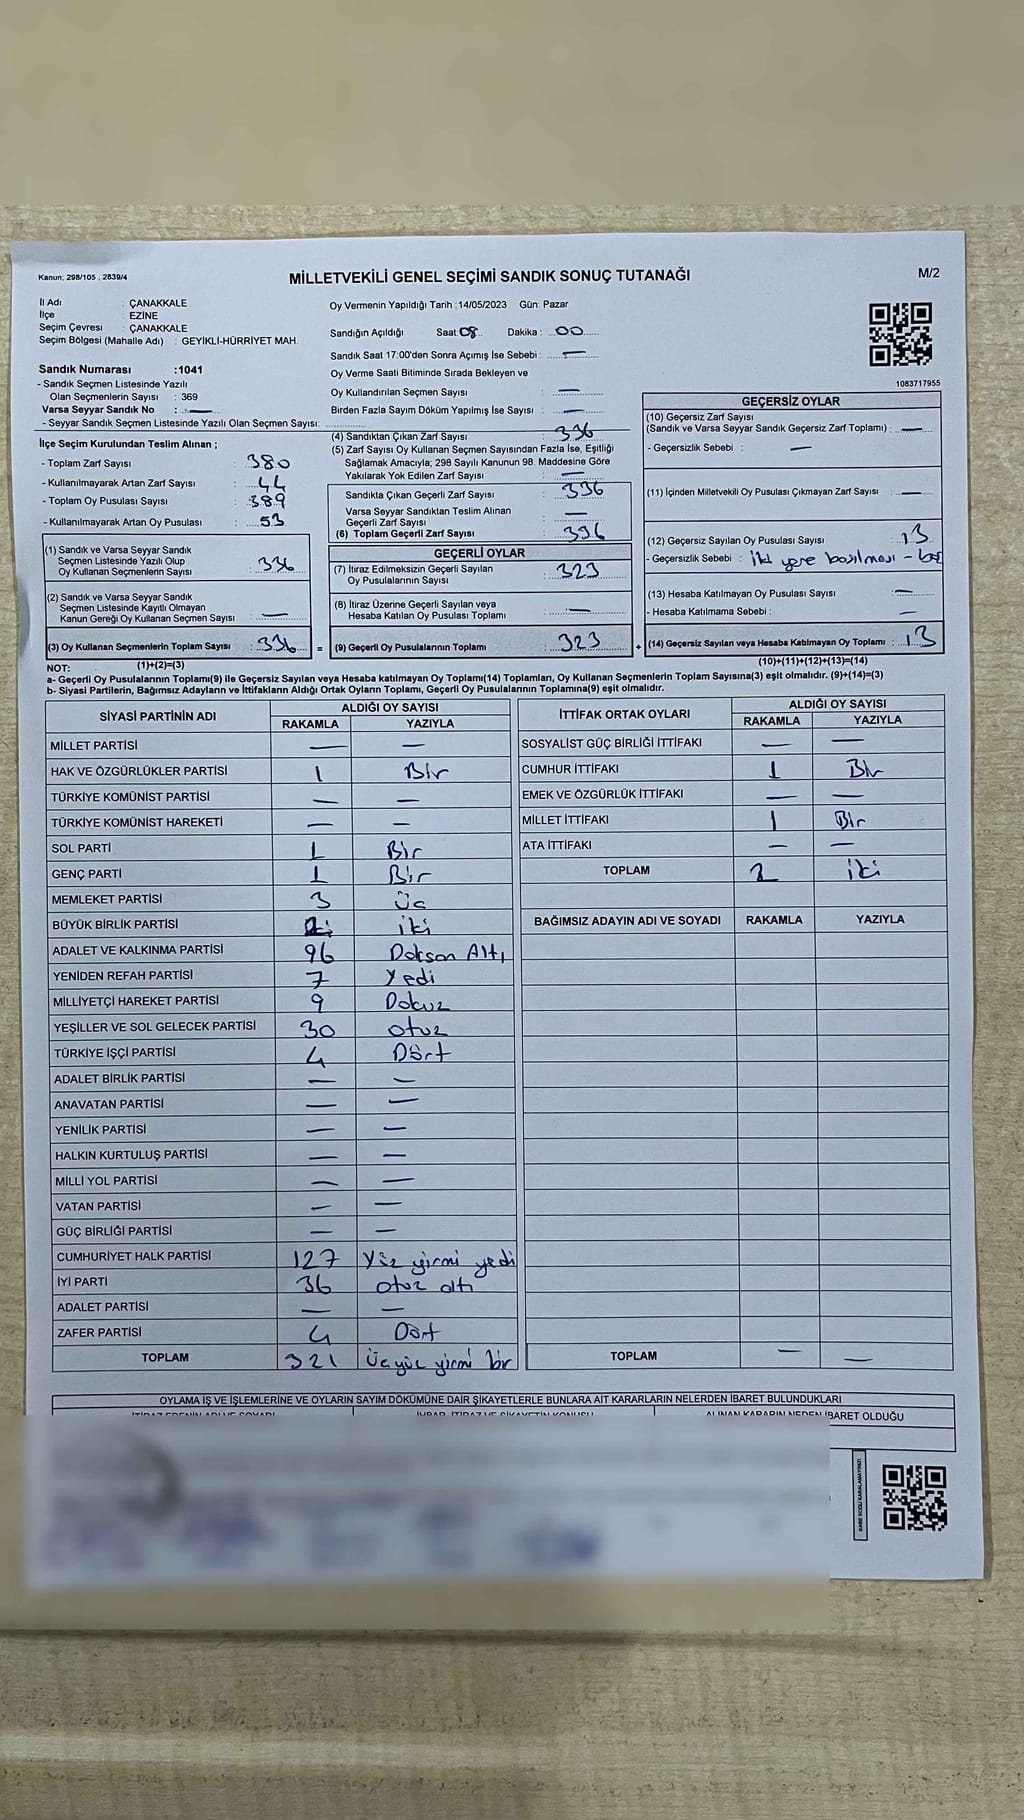 Kanun: 298/105 , 2839/4
MİLLETVEKİLİ GENEL SEÇİMİ SANDIK SONUÇ TUTANAĞI
M/2
İl Adı : ÇANAKKALE
İlçe : EZİNE
Seçim Çevresi : ÇANAKKALE
Seçim Bölgesi (Mahalle Adı) : GEYİKLİ-HÜRRİYET MAH.
Sandık Numarası :1041
- Sandık Seçmen Listesinde Yazılı
Olan Seçmenlerin Sayısı : 369
Varsa Seyyar Sandık No : —
- Seyyar Sandık Seçmen Listesinde Yazılı Olan Seçmen Sayısı:
Oy Vermenin Yapıldığı Tarih :14/05/2023 Gün: Pazar
Sandığın Açıldığı Saat: 08 Dakika : 00
Sandık Saat 17:00'den Sonra Açımış İse Sebebi : —
Oy Verme Saati Bitiminde Sırada Bekleyen ve
Oy Kullandırılan Seçmen Sayısı : —
Birden Fazla Sayım Döküm Yapılmış İse Sayısı : —
1083717955
İlçe Seçim Kurulundan Teslim Alınan ;
- Toplam Zarf Sayısı : 380
- Kullanılmayarak Artan Zarf Sayısı : 44
- Toplam Oy Pusulası Sayısı : 389
- Kullanılmayarak Artan Oy Pusulası : 53
(4) Sandıktan Çıkan Zarf Sayısı : 336
(5) Zarf Sayısı Oy Kullanan Seçmen Sayısından Fazla İse, Eşitliği
Sağlamak Amacıyla; 298 Sayılı Kanunun 98. Maddesine Göre
Yakılarak Yok Edilen Zarf Sayısı : —
Sandıkta Çıkan Geçerli Zarf Sayısı : 336
Varsa Seyyar Sandıktan Teslim Alınan
Geçerli Zarf Sayısı : —
(6) Toplam Geçerli Zarf Sayısı : 336
GEÇERSİZ OYLAR
(10) Geçersiz Zarf Sayısı
(Sandık ve Varsa Seyyar Sandık Geçersiz Zarf Toplamı) : —
- Geçersizlik Sebebi : —
(11) İçinden Milletvekili Oy Pusulası Çıkmayan Zarf Sayısı : —
(12) Geçersiz Sayılan Oy Pusulası Sayısı : 13
- Geçersizlik Sebebi : iki yere basılması -
(13) Hesaba Katılmayan Oy Pusulası Sayısı : —
- Hesaba Katılmama Sebebi : —
(14) Geçersiz Sayılan veya Hesaba Katılmayan Oy Toplamı : 13
(10)+(11)+(12)+(13)=(14)
(1) Sandık ve Varsa Seyyar Sandık
Seçmen Listesinde Yazılı Olup
Oy Kullanan Seçmenlerin Sayısı : 336
(2) Sandık ve Varsa Seyyar Sandık
Seçmen Listesinde Kayıtlı Olmayan
Kanun Gereği Oy Kullanan Seçmen Sayısı : —
(3) Oy Kullanan Seçmenlerin Toplam Sayısı : 336 =
(1)+(2)=(3)
GEÇERLİ OYLAR
(7) İtiraz Edilmeksizin Geçerli Sayılan
Oy Pusulalarının Sayısı : 323
(8) İtiraz Üzerine Geçerli Sayılan veya
Hesaba Katılan Oy Pusulası Toplamı : —
(9) Geçerli Oy Pusulalarının Toplamı : 323 +
NOT:
a- Geçerli Oy Pusulasının Toplamı(9) ile Geçersiz Sayılan veya Hesaba katılmayan Oy Toplamı(14) Toplamları, Oy Kullanan Seçmenlerin Toplam Sayısına(3) eşit olmalıdır. (9)+(14)=(3)
b- Siyasi Partilerin, Bağımsız Adayların ve İttifakların Aldığı Ortak Oyların Toplamı, Geçerli Oy Pusulalarının Toplamına(9) eşit olmalıdır.
SİYASİ PARTİNİN ADI ALDIĞI OY SAYISI
RAKAMLA YAZIYLA
MİLLET PARTİSİ — —
HAK VE ÖZGÜRLÜKLER PARTİSİ 1 Bir
TÜRKİYE KOMÜNİST PARTİSİ — —
TÜRKİYE KOMÜNİST HAREKETİ — —
SOL PARTİ 1 Bir
GENÇ PARTİ 1 Bir
MEMLEKET PARTİSİ 3 Üç
BÜYÜK BİRLİK PARTİSİ iki
ADALET VE KALKINMA PARTİSİ 96 Doksan Altı
YENİDEN REFAH PARTİSİ 7 Yedi
MİLLİYETÇİ HAREKET PARTİSİ 9 Dokuz
YEŞİLLER VE SOL GELECEK PARTİSİ 30 otuz
TÜRKİYE İŞÇİ PARTİSİ 4 Dört
ADALET BİRLİK PARTİSİ — —
ANAVATAN PARTİSİ — —
YENİLİK PARTİSİ — —
HALKIN KURTULUŞ PARTİSİ — —
MİLLİ YOL PARTİSİ — —
VATAN PARTİSİ — —
GÜÇ BİRLİĞİ PARTİSİ — —
CUMHURİYET HALK PARTİSİ 127 Yüz yirmi yedi
İYİ PARTİ 36 otuz altı
ADALET PARTİSİ — —
ZAFER PARTİSİ 4 Dört
TOPLAM 321 Üçyüz yirmi bir
İTTİFAK ORTAK OYLARI ALDIĞI OY SAYISI
RAKAMLA YAZIYLA
SOSYALİST GÜÇ BİRLİĞİ İTTİFAKI — —
CUMHUR İTTİFAKI 1 Bir
EMEK VE ÖZGÜRLÜK İTTİFAKI — —
MİLLET İTTİFAKI 1 Bir
ATA İTTİFAKI — —
TOPLAM 2 iki
BAĞIMSIZ ADAYIN ADI VE SOYADI RAKAMLA YAZIYLA
TOPLAM — —
OYLAMA İŞ VE İŞLEMLERİNE VE OYLARIN SAYIM DÖKÜMÜNE DAİR ŞİKAYETLERLE BUNLARA AİT KARARLARIN NELERDEN İBARET BULUNDUKLARI
İTİRAZ EDENİN ADI VE SOYADI İHBAR, İTİRAZ VE ŞİKAYETİN KONUSU ALINAN KARARIN NEDEN İBARET OLDUĞU
KARE KODU KARALAMAYINIZ!